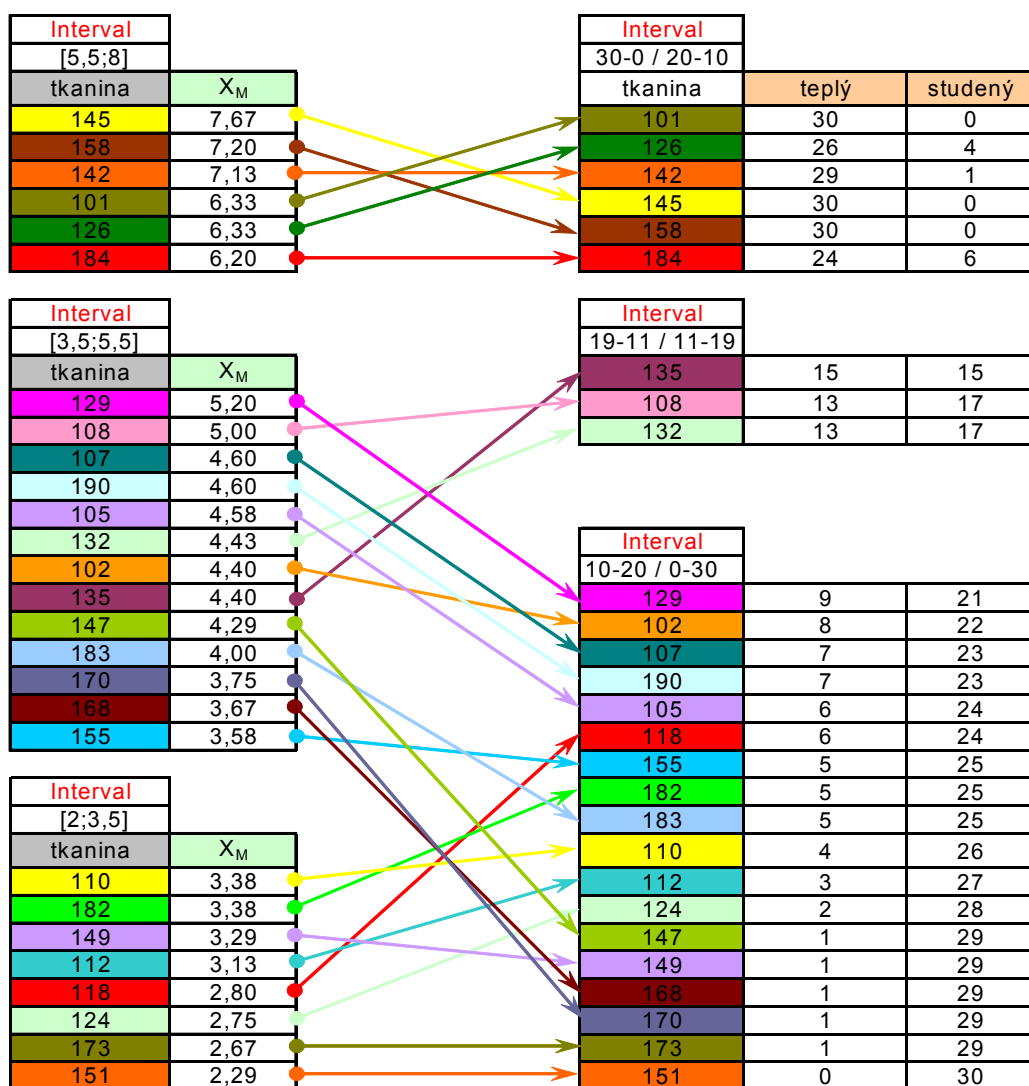 Interval
[5,5;8]
tkanina XM
145 7,67
158 7,20
142 7,13
101 6,33
126 6,33
184 6,20
Interval
[3,5;5,5]
tkanina XM
129 5,20
108 5,00
107 4,60
190 4,60
105 4,58
132 4,43
102 4,40
135 4,40
147 4,29
183 4,00
170 3,75
168 3,67
155 3,58
Interval
[2;3,5]
tkanina XM
110 3,38
182 3,38
149 3,29
112 3,13
118 2,80
124 2,75
173 2,67
151 2,29
Interval
30-0 / 20-10
tkanina teplý studený
101 30 0
126 26 4
142 29 1
145 30 0
158 30 0
184 24 6
Interval
19-11 / 11-19
135 15 15
108 13 17
132 13 17
Interval
10-20 / 0-30
129 9 21
102 8 22
107 7 23
190 7 23
105 6 24
118 6 24
155 5 25
182 5 25
183 5 25
110 4 26
112 3 27
124 2 28
147 1 29
149 1 29
168 1 29
170 1 29
173 1 29
151 0 30